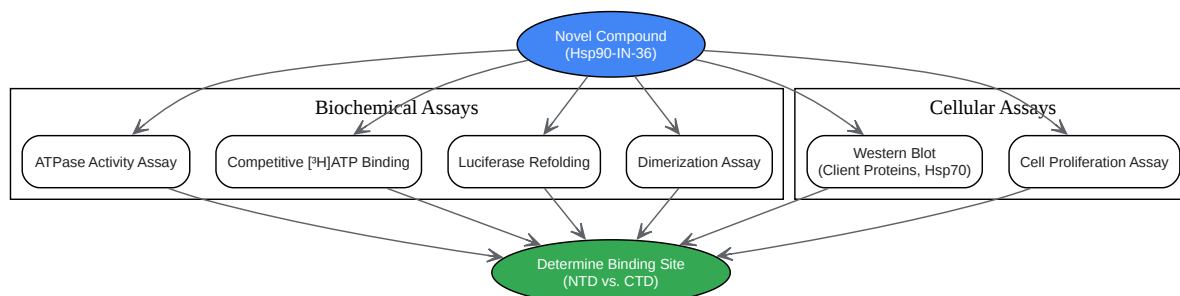 Novel Compound
(Hsp90-IN-36)
Biochemical Assays
Cellular Assays
ATPase Activity Assay
Competitive [³H]ATP Binding
Luciferase Refolding
Dimerization Assay
Western Blot
(Client Proteins, Hsp70)
Cell Proliferation Assay
Determine Binding Site
(NTD vs. CTD)